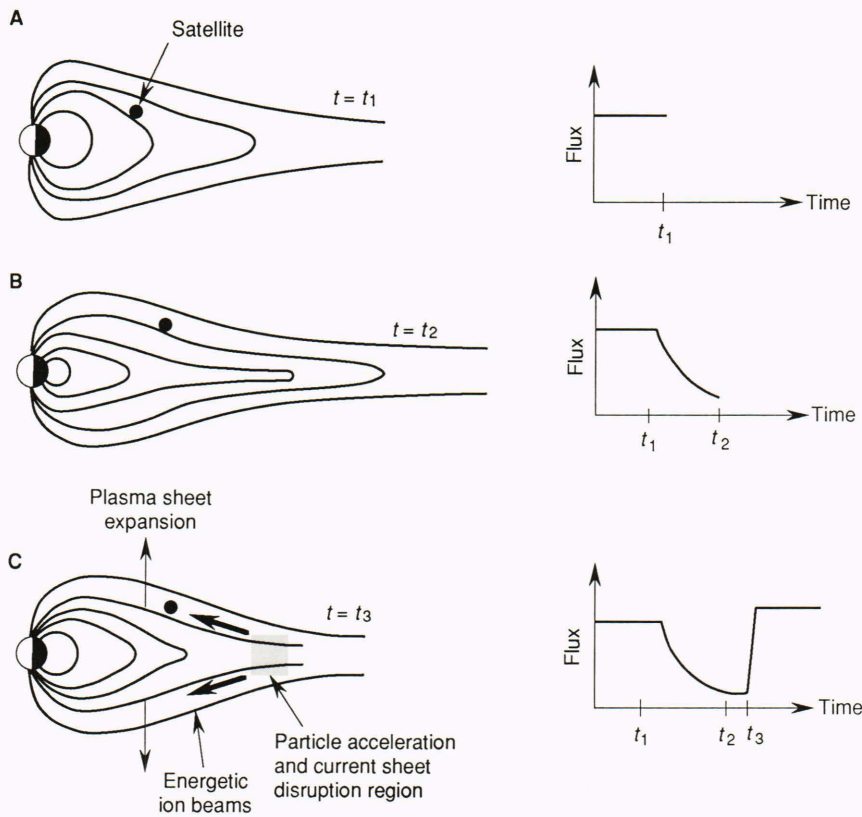 A
Satellite
t = t1
Flux
Time
t1
B
t = t2
Flux
Time
t1
t2
Plasma sheet
expansion
C
t = t3
Flux
Time
t1
t2
t3
Energetic
ion beams
Particle acceleration
and current sheet
disruption region